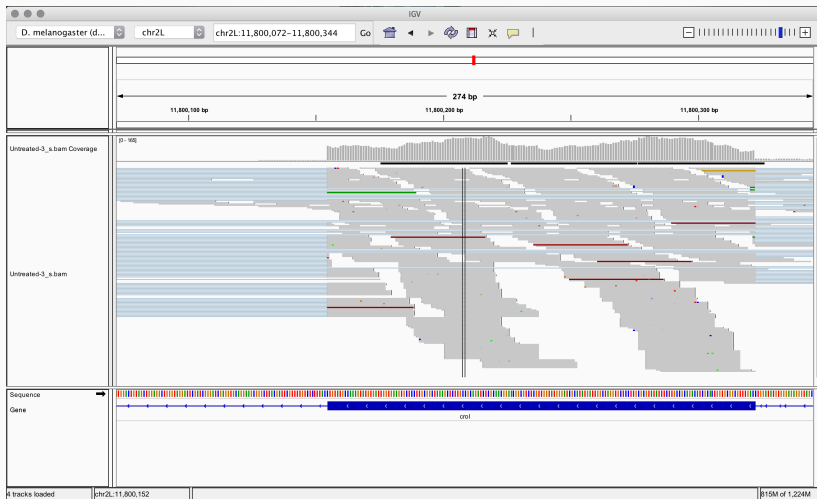 IGV
D. melanogaster (d... chr2L chr2L:11,800,072-11,800,344 Go
274 bp
11,800,100 bp 11,800,200 bp 11,800,300 bp
[0 - 165]
Untreated-3_s.bam Coverage
Untreated-3_s.bam
Sequence
Gene
crol
4 tracks loaded chr2L:11,800,152 815M of 1,224M